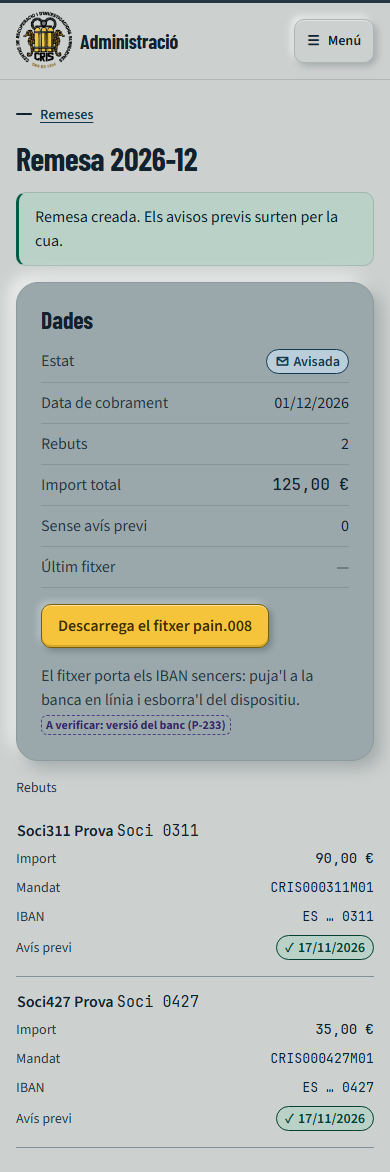 CRIS
Administració
☰ Menú
— Remeses
Remesa 2026-12
Remesa creada. Els avisos previs surten per la
cua.
Dades
Estat Avisada
Data de cobrament 01/12/2026
Rebuts 2
Import total 125,00 €
Sense avís previ 0
Últim fitxer —
Descarrega el fitxer pain.008
El fitxer porta els IBAN sencers: puja'l a la
banca en línia i esborra'l del dispositiu.
A verificar: versió del banc (P-233)
Rebuts
Soci311 Prova Soci 0311
Import 90,00 €
Mandat CRIS000311M01
IBAN ES … 0311
Avís previ ✓ 17/11/2026
Soci427 Prova Soci 0427
Import 35,00 €
Mandat CRIS000427M01
IBAN ES … 0427
Avís previ ✓ 17/11/2026